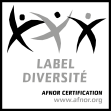 LABEL
DIVERSITÉ
AFNOR CERTIFICATION
www.afnor.org